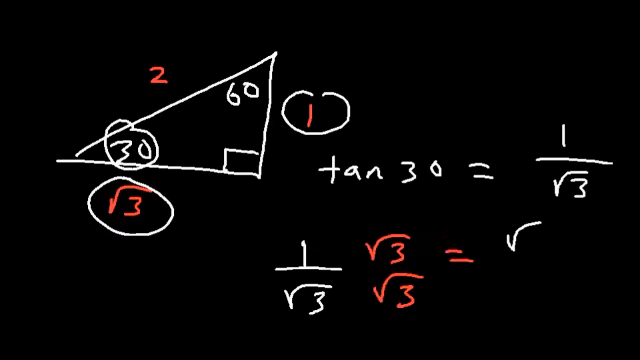 2
60
1
30
√3
tan 30 = 1/√3
1/√3 √3/√3 = √